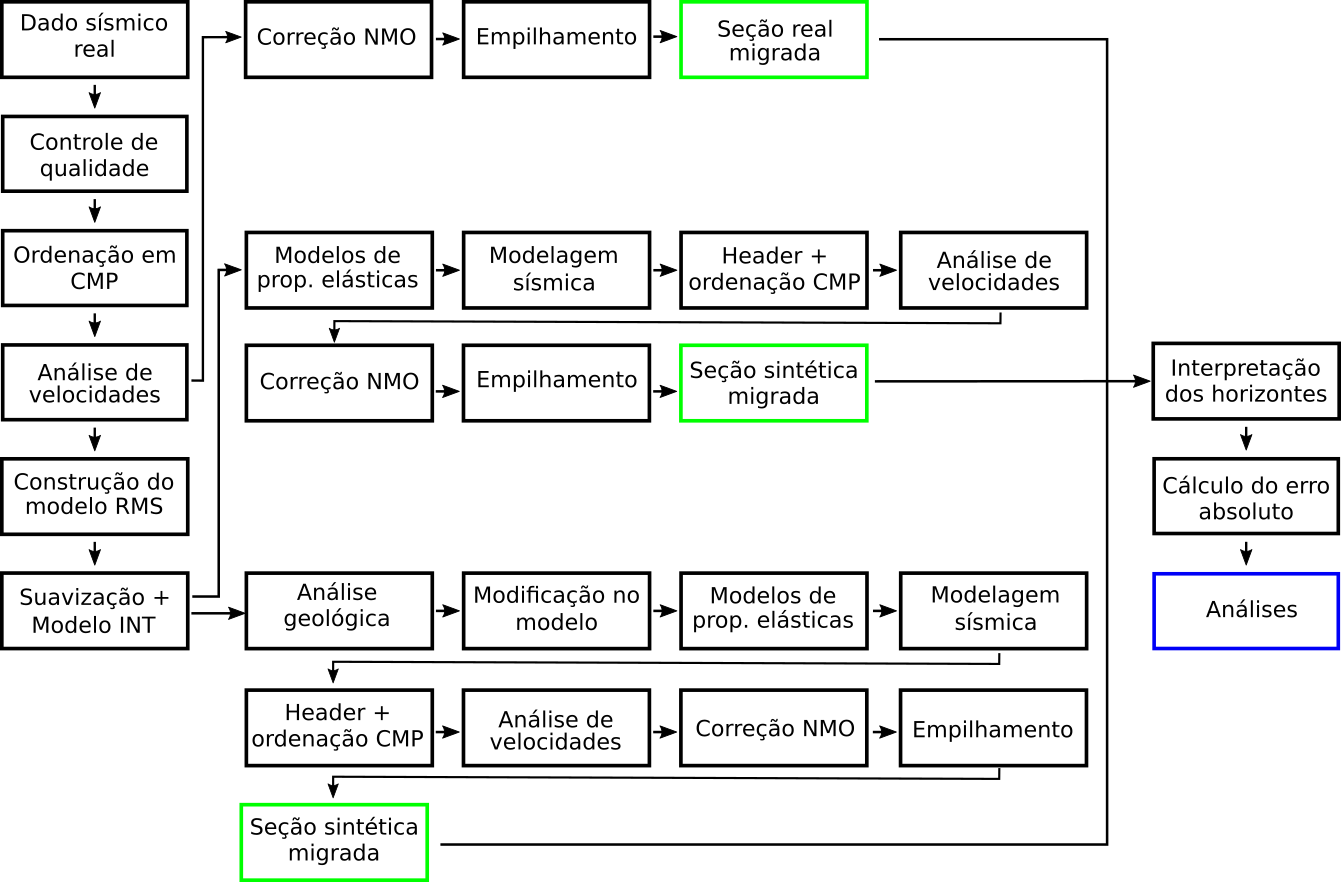 Dado sísmico
real
Correção NMO
Empilhamento
Seção real
migrada
Controle de
qualidade
Ordenação em
CMP
Modelos de
prop. elásticas
Modelagem
sísmica
Header +
ordenação CMP
Análise de
velocidades
Análise de
velocidades
Correção NMO
Empilhamento
Seção sintética
migrada
Interpretação
dos horizontes
Construção do
modelo RMS
Cálculo do erro
absoluto
Suavização +
Modelo INT
Análise
geológica
Modificação no
modelo
Modelos de
prop. elásticas
Modelagem
sísmica
Análises
Header +
ordenação CMP
Análise de
velocidades
Correção NMO
Empilhamento
Seção sintética
migrada